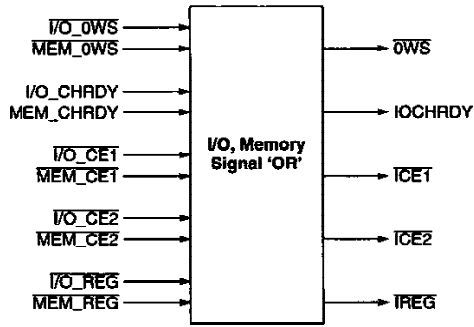 I/O_0WS
MEM_0WS
0WS
I/O_CHRDY
MEM_CHRDY
IOCHRDY
I/O, Memory
Signal 'OR'
I/O_CE1
MEM_CE1
ICE1
I/O_CE2
MEM_CE2
ICE2
I/O_REG
MEM_REG
IREG